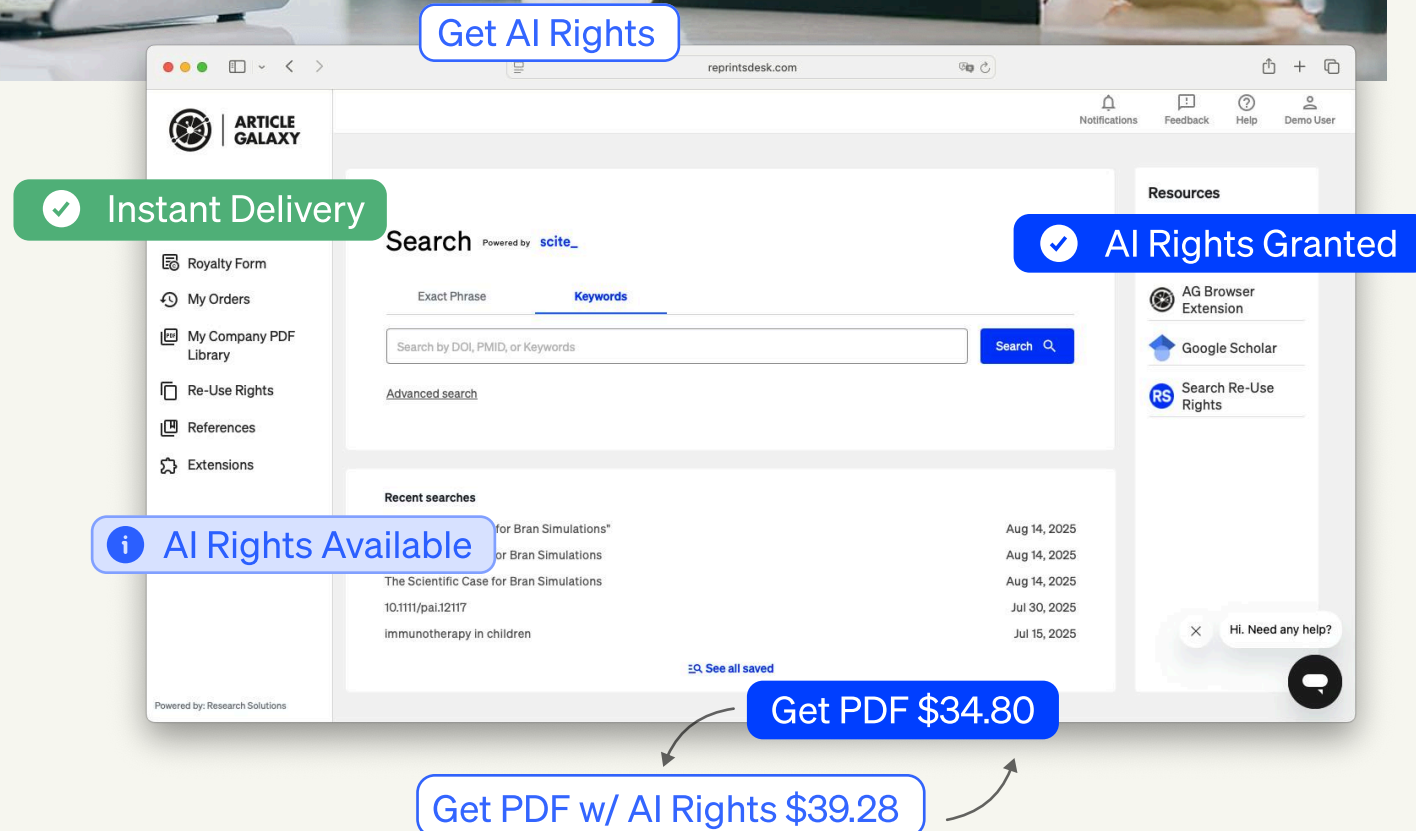 Get AI Rights
reprintsdesk.com
ARTICLE
GALAXY
Notifications
Feedback
Help
Demo User
Instant Delivery
Royalty Form
My Orders
My Company PDF
Library
Re-Use Rights
References
Extensions
Powered by: Research Solutions
Search Powered by scite_
Exact Phrase
Keywords
Search by DOI, PMID, or Keywords
Search
Advanced search
Resources
AI Rights Granted
AG Browser
Extension
Google Scholar
RS
Search Re-Use
Rights
Recent searches
for Bran Simulations" Aug 14, 2025
or Bran Simulations Aug 14, 2025
The Scientific Case for Bran Simulations Aug 14, 2025
10.1111/pai.12117 Jul 30, 2025
immunotherapy in children Jul 15, 2025
See all saved
AI Rights Available
Hi. Need any help?
Get PDF $34.80
Get PDF w/ AI Rights $39.28